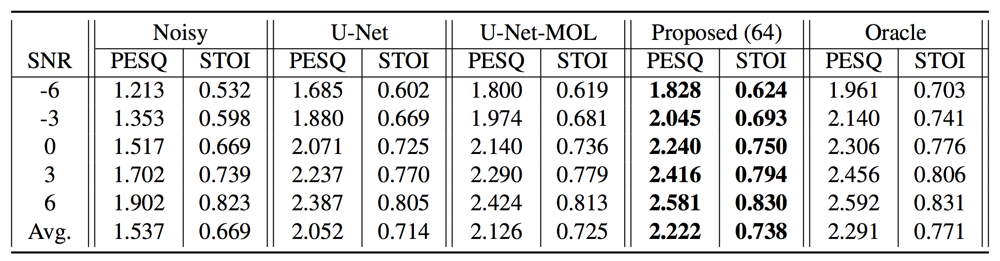 Noisy U-Net U-Net-MOL Proposed (64) Oracle
SNR PESQ STOI PESQ STOI PESQ STOI PESQ STOI PESQ STOI
-6 1.213 0.532 1.685 0.602 1.800 0.619 1.828 0.624 1.961 0.703
-3 1.353 0.598 1.880 0.669 1.974 0.681 2.045 0.693 2.140 0.741
0 1.517 0.669 2.071 0.725 2.140 0.736 2.240 0.750 2.306 0.776
3 1.702 0.739 2.237 0.770 2.290 0.779 2.416 0.794 2.456 0.806
6 1.902 0.823 2.387 0.805 2.424 0.813 2.581 0.830 2.592 0.831
Avg. 1.537 0.669 2.052 0.714 2.126 0.725 2.222 0.738 2.291 0.771